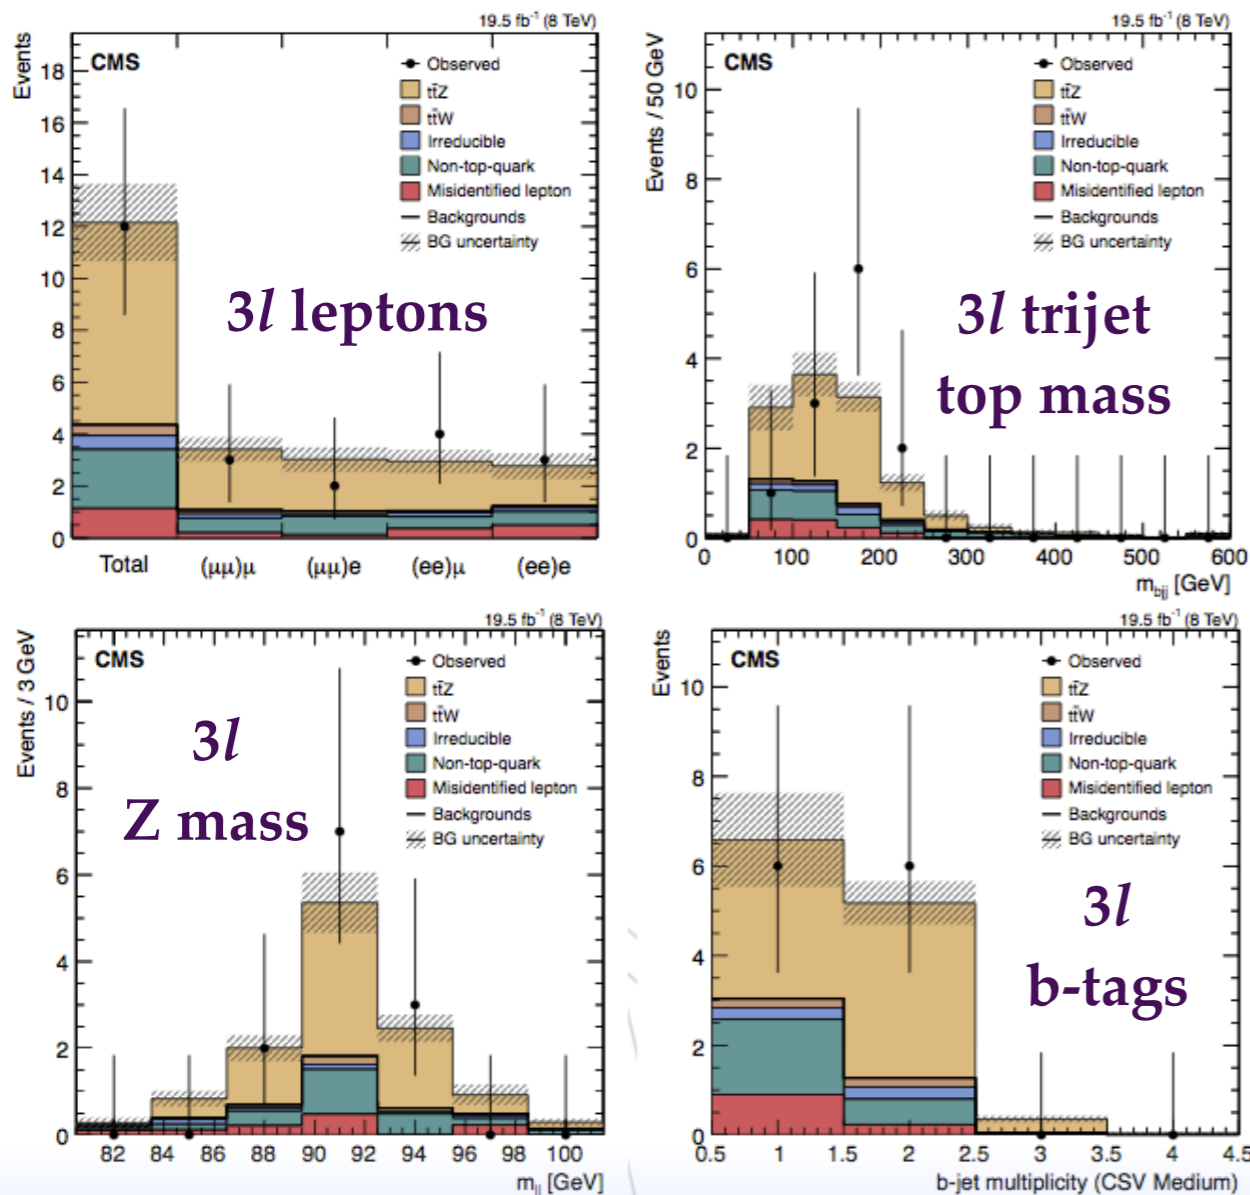 19.5 fb⁻¹ (8 TeV)
CMS
Events
18
16
14
12
10
8
6
4
2
0
Observed
tt̄Z
tt̄W
Irreducible
Non-top-quark
Misidentified lepton
Backgrounds
BG uncertainty
3l leptons
Total (μμ)μ (μμ)e (ee)μ (ee)e
19.5 fb⁻¹ (8 TeV)
CMS
Events / 50 GeV
10
8
6
4
2
0
Observed
tt̄Z
tt̄W
Irreducible
Non-top-quark
Misidentified lepton
Backgrounds
BG uncertainty
3l trijet
top mass
0 100 200 300 400 500 600
m_bjj [GeV]
19.5 fb⁻¹ (8 TeV)
CMS
Events / 3 GeV
10
8
6
4
2
0
Observed
tt̄Z
tt̄W
Irreducible
Non-top-quark
Misidentified lepton
Backgrounds
BG uncertainty
3l
Z mass
82 84 86 88 90 92 94 96 98 100
m_ll [GeV]
19.5 fb⁻¹ (8 TeV)
CMS
Events
10
8
6
4
2
0
Observed
tt̄Z
tt̄W
Irreducible
Non-top-quark
Misidentified lepton
Backgrounds
BG uncertainty
3l
b-tags
0.5 1 1.5 2 2.5 3 3.5 4 4.5
b-jet multiplicity (CSV Medium)